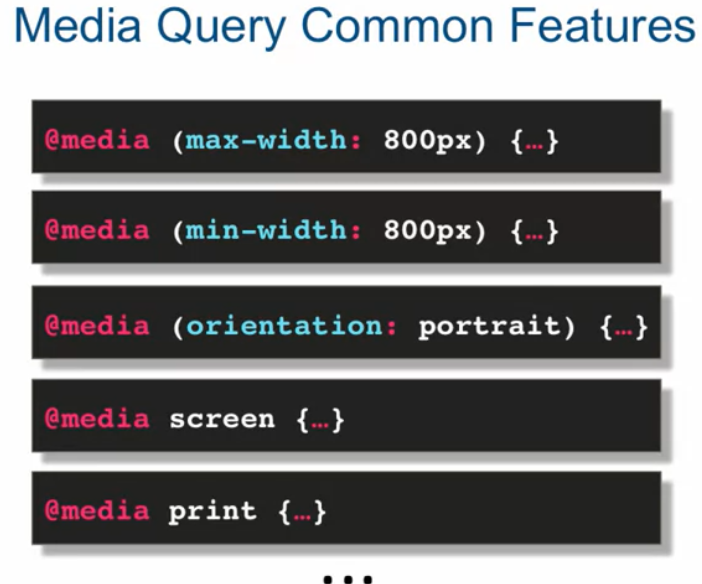 Media Query Common Features
@media (max-width: 800px) {…}
@media (min-width: 800px) {…}
@media (orientation: portrait) {…}
@media screen {…}
@media print {…}
...